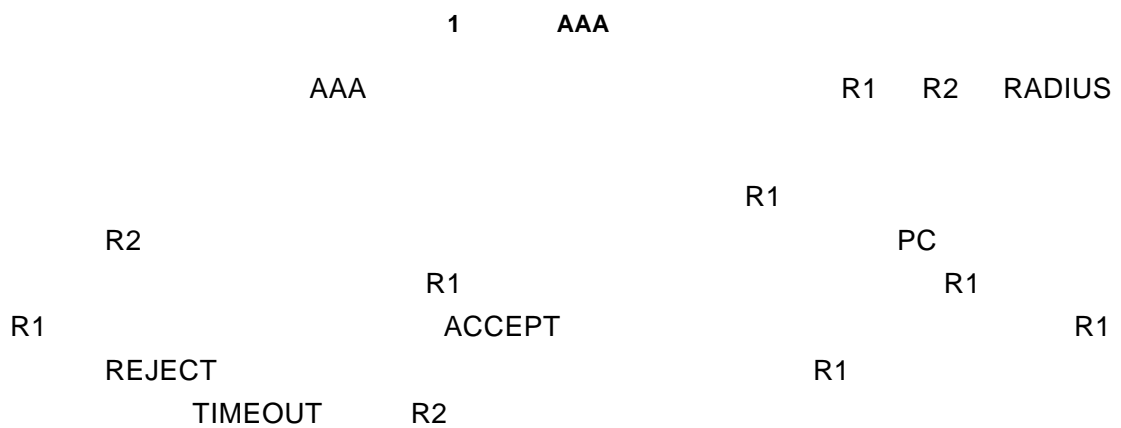 1 AAA
AAA R1 R2 RADIUS
R1
R2 PC
R1 R1
R1 ACCEPT R1
REJECT R1
TIMEOUT R2